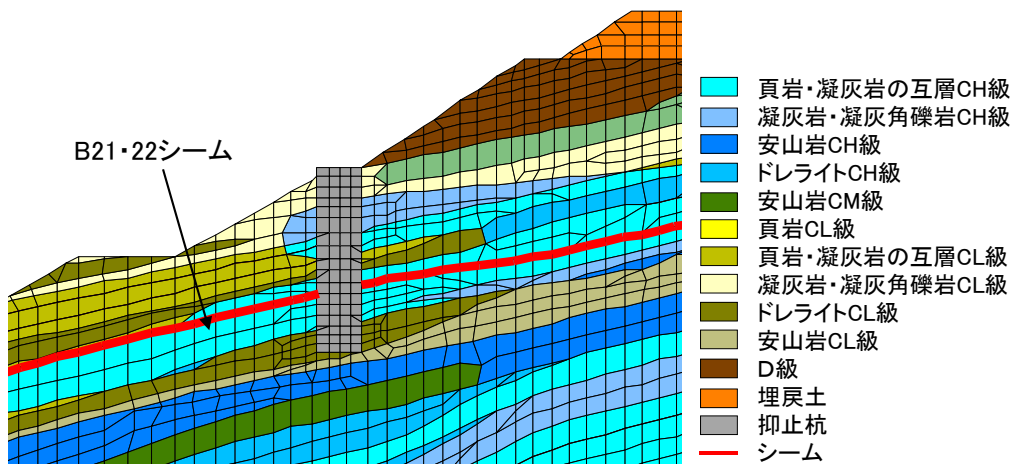 B21・22シーム
頁岩・凝灰岩の互層CH級
凝灰岩・凝灰角礫岩CH級
安山岩CH級
ドレライトCH級
安山岩CM級
頁岩CL級
頁岩・凝灰岩の互層CL級
凝灰岩・凝灰角礫岩CL級
ドレライトCL級
安山岩CL級
D級
埋戻土
抑止杭
シーム